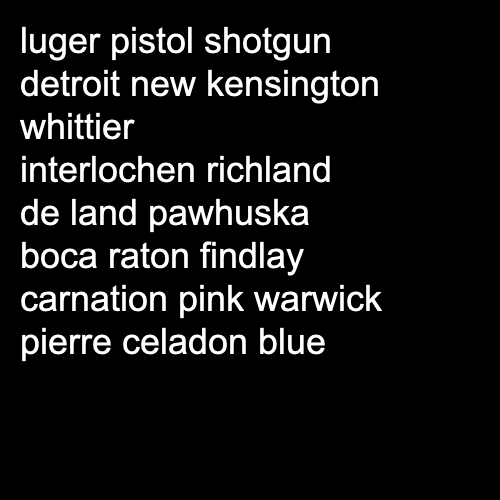 luger pistol shotgun
detroit new kensington
whittier
interlochen richland
de land pawhuska
boca raton findlay
carnation pink warwick
pierre celadon blue